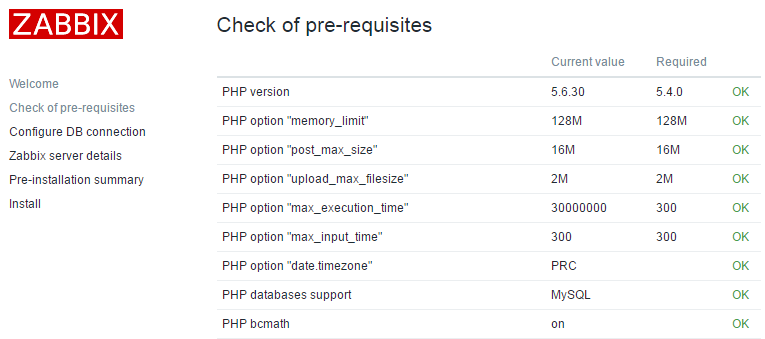 ZABBIX
Welcome
Check of pre-requisites
Configure DB connection
Zabbix server details
Pre-installation summary
Install
Check of pre-requisites
Current value Required
PHP version 5.6.30 5.4.0 OK
PHP option "memory_limit" 128M 128M OK
PHP option "post_max_size" 16M 16M OK
PHP option "upload_max_filesize" 2M 2M OK
PHP option "max_execution_time" 30000000 300 OK
PHP option "max_input_time" 300 300 OK
PHP option "date.timezone" PRC OK
PHP databases support MySQL OK
PHP bcmath on OK